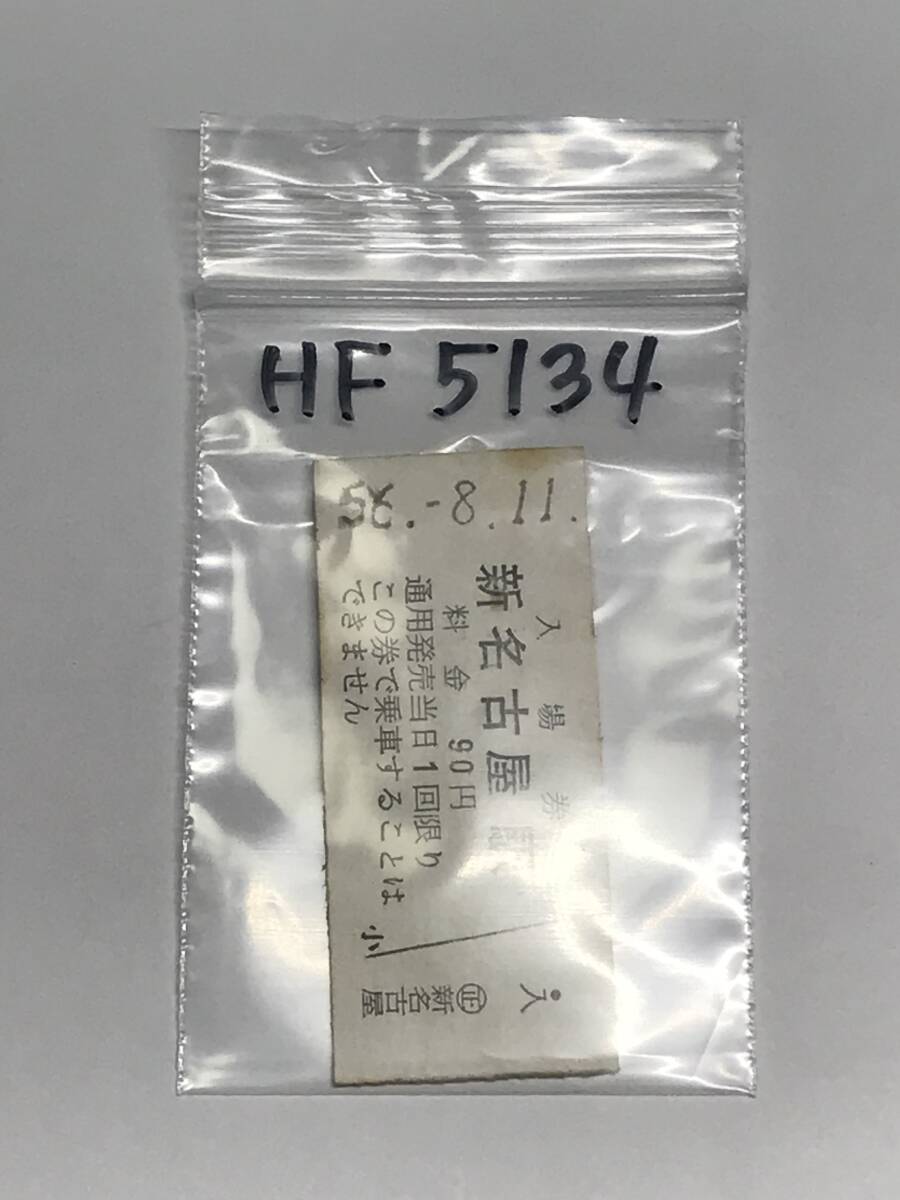 HF 5134
-8.11.
入場券
新名古屋
料金 90円
通用発売当日1回限り
この券で乗車することは
できません
小
入
㊣新名古屋